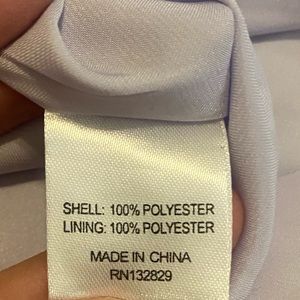 SHELL: 100% POLYESTER
LINING: 100% POLYESTER
MADE IN CHINA
RN132829